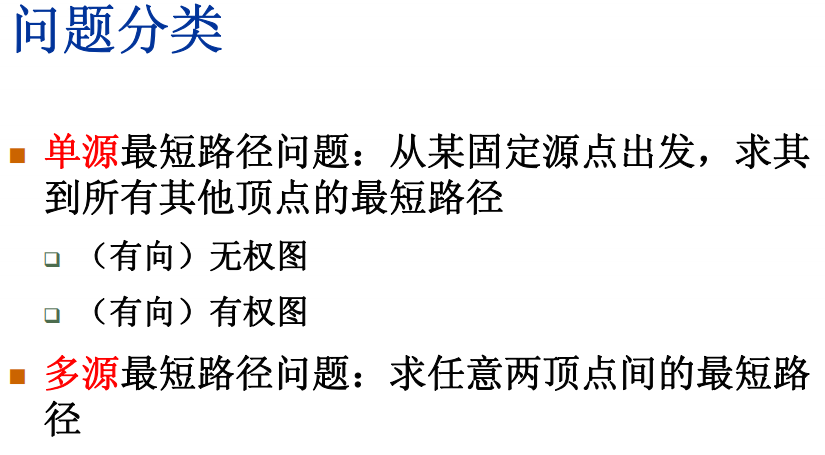 问题分类
单源最短路径问题：从某固定源点出发，求其
到所有其他顶点的最短路径
（有向）无权图
（有向）有权图
多源最短路径问题：求任意两顶点间的最短路
径